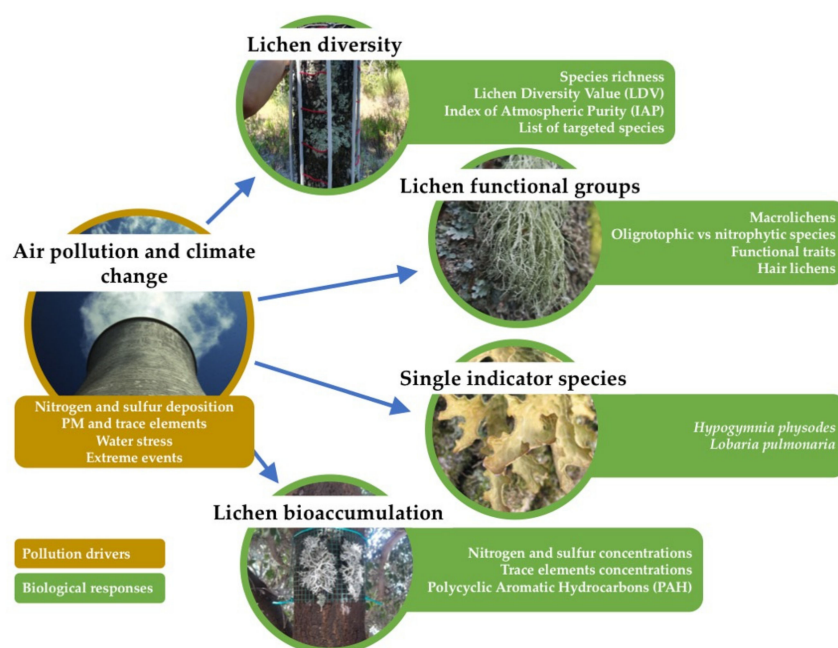 Lichen diversity
Species richness
Lichen Diversity Value (LDV)
Index of Atmospheric Purity (IAP)
List of targeted species
Lichen functional groups
Macrolichens
Oligrotophic vs nitrophytic species
Functional traits
Hair lichens
Air pollution and climate
change
Nitrogen and sulfur deposition
PM and trace elements
Water stress
Extreme events
Single indicator species
Hypogymnia physodes
Lobaria pulmonaria
Lichen bioaccumulation
Nitrogen and sulfur concentrations
Trace elements concentrations
Polycyclic Aromatic Hydrocarbons (PAH)
Pollution drivers
Biological responses